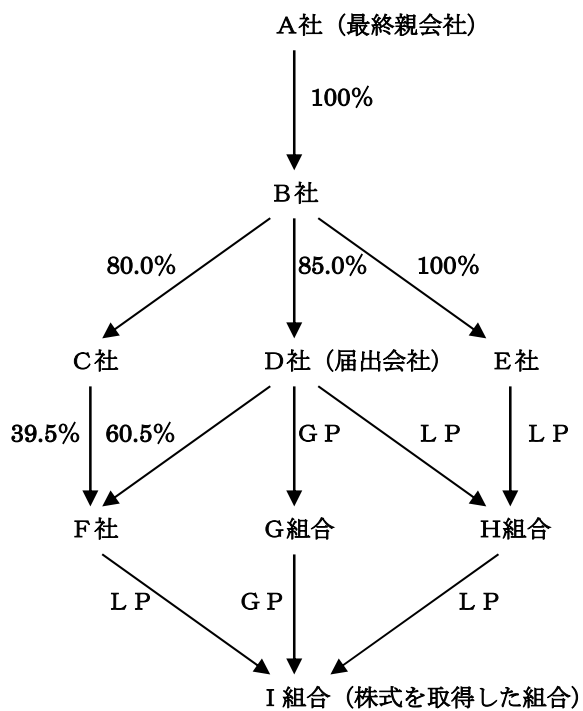 Ａ社（最終親会社）
100%
Ｂ社
80.0%
85.0%
100%
Ｃ社
Ｄ社（届出会社）
Ｅ社
39.5%
60.5%
ＧＰ
ＬＰ
ＬＰ
Ｆ社
Ｇ組合
Ｈ組合
ＬＰ
ＧＰ
ＬＰ
Ｉ組合（株式を取得した組合）